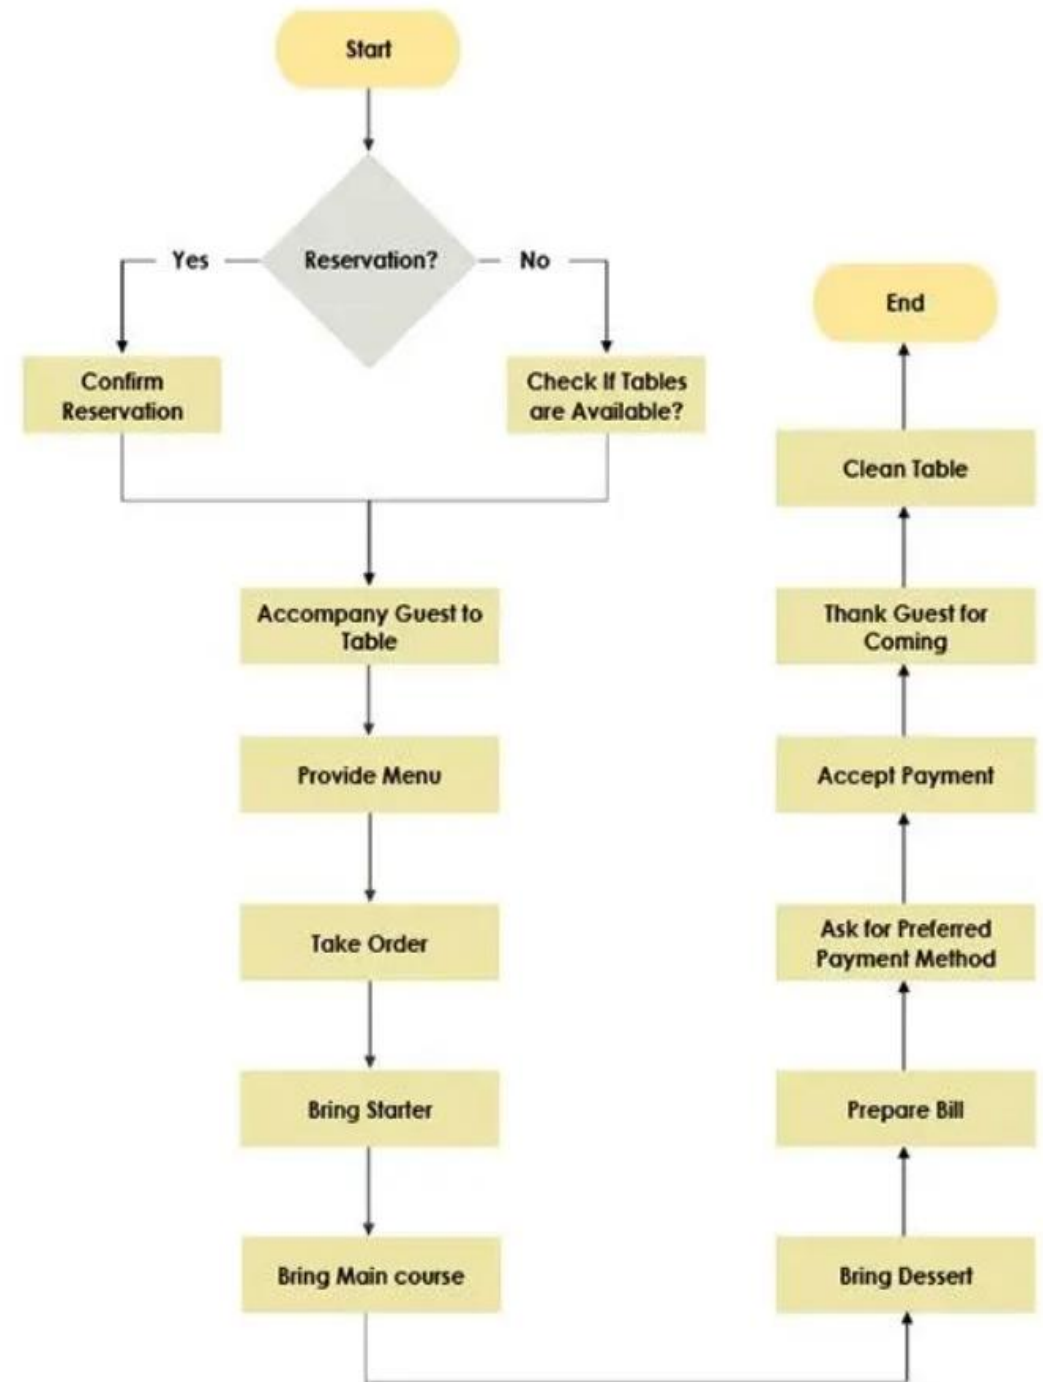 Start
Reservation?
Yes
No
Confirm
Reservation
Check If Tables
are Available?
Accompany Guest to
Table
Provide Menu
Take Order
Bring Starter
Bring Main course
Bring Dessert
Prepare Bill
Ask for Preferred
Payment Method
Accept Payment
Thank Guest for
Coming
Clean Table
End